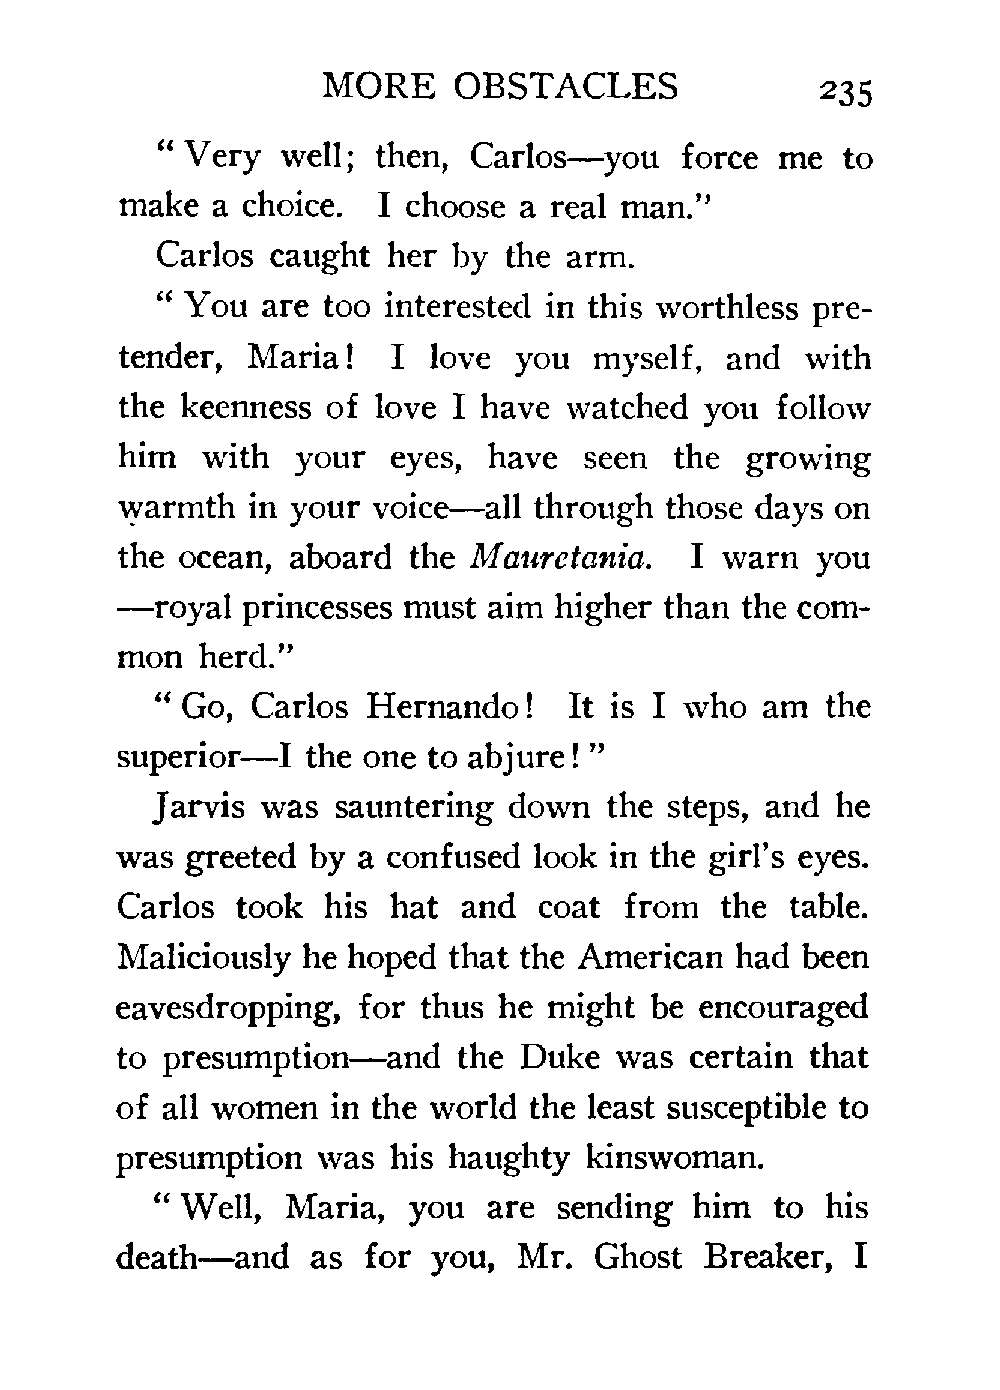 MORE OBSTACLES 235
“ Very well; then, Carlos—you force me to
make a choice. I choose a real man.”
Carlos caught her by the arm.
“ You are too interested in this worthless pre-
tender, Maria! I love you myself, and with
the keenness of love I have watched you follow
him with your eyes, have seen the growing
warmth in your voice—all through those days on
the ocean, aboard the Mauretania. I warn you
—royal princesses must aim higher than the com-
mon herd.”
“ Go, Carlos Hernando! It is I who am the
superior—I the one to abjure! ”
Jarvis was sauntering down the steps, and he
was greeted by a confused look in the girl’s eyes.
Carlos took his hat and coat from the table.
Maliciously he hoped that the American had been
eavesdropping, for thus he might be encouraged
to presumption—and the Duke was certain that
of all women in the world the least susceptible to
presumption was his haughty kinswoman.
“ Well, Maria, you are sending him to his
death—and as for you, Mr. Ghost Breaker, I